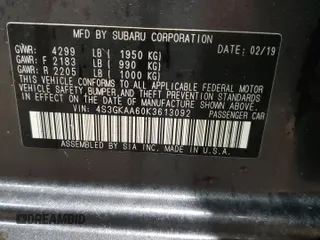 MFD BY SUBARU CORPORATION
GVWR: 4299 LB ( 1950 KG) DATE: 02/19
GAWR: F 2183 LB ( 990 KG)
GAWR: R 2205 LB ( 1000 KG)
THIS VEHICLE CONFORMS TO ALL APPLICABLE FEDERAL MOTOR
VEHICLE SAFETY, BUMPER, AND THEFT PREVENTION STANDARDS IN
EFFECT ON THE DATE OF MANUFACTURE SHOWN ABOVE.
VIN: 4S3GKAA60K3613092 PASSENGER CAR
ASSEMBLED BY SIA INC. MADE IN U.S.A.
DREAMBID